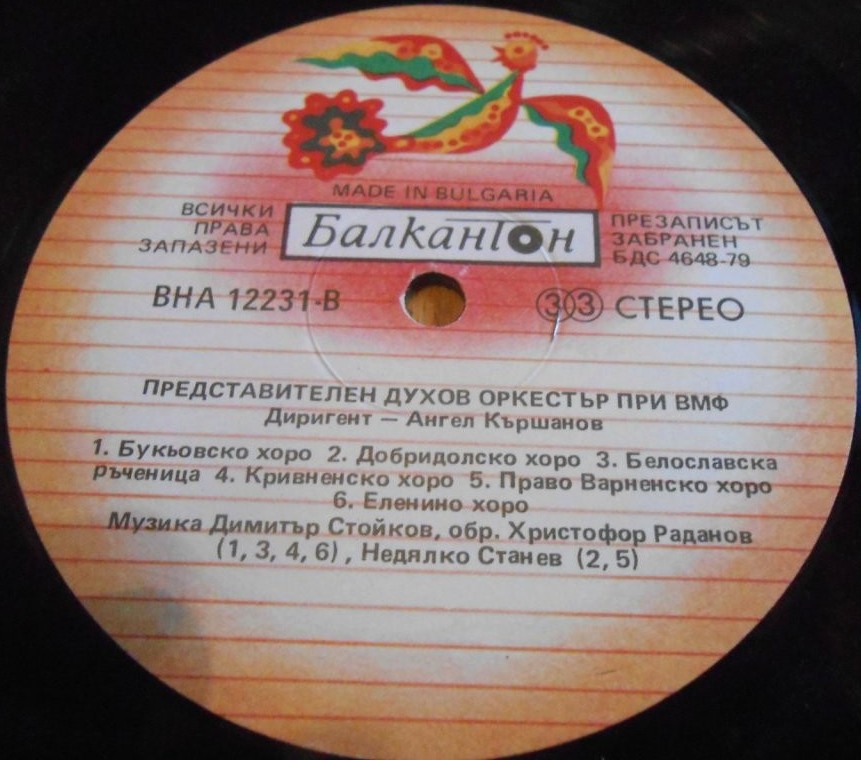 MADE IN BULGARIA
ВСИЧКИ
ПРАВА
ЗАПАЗЕНИ
Балкантон
ПРЕЗАПИСЪТ
ЗАБРАНЕН
БДС 4648-79
ВНА 12231-В
33 СТЕРЕО
ПРЕДСТАВИТЕЛЕН ДУХОВ ОРКЕСТЪР ПРИ ВМФ
Диригент — Ангел Кършанов
1. Букьовско хоро 2. Добридолско хоро 3. Белославска
ръченица 4. Кривненско хоро 5. Право Варненско хоро
6. Еленино хоро
Музика Димитър Стойков, обр. Христофор Раданов
(1, 3, 4, 6), Недялко Станев (2, 5)